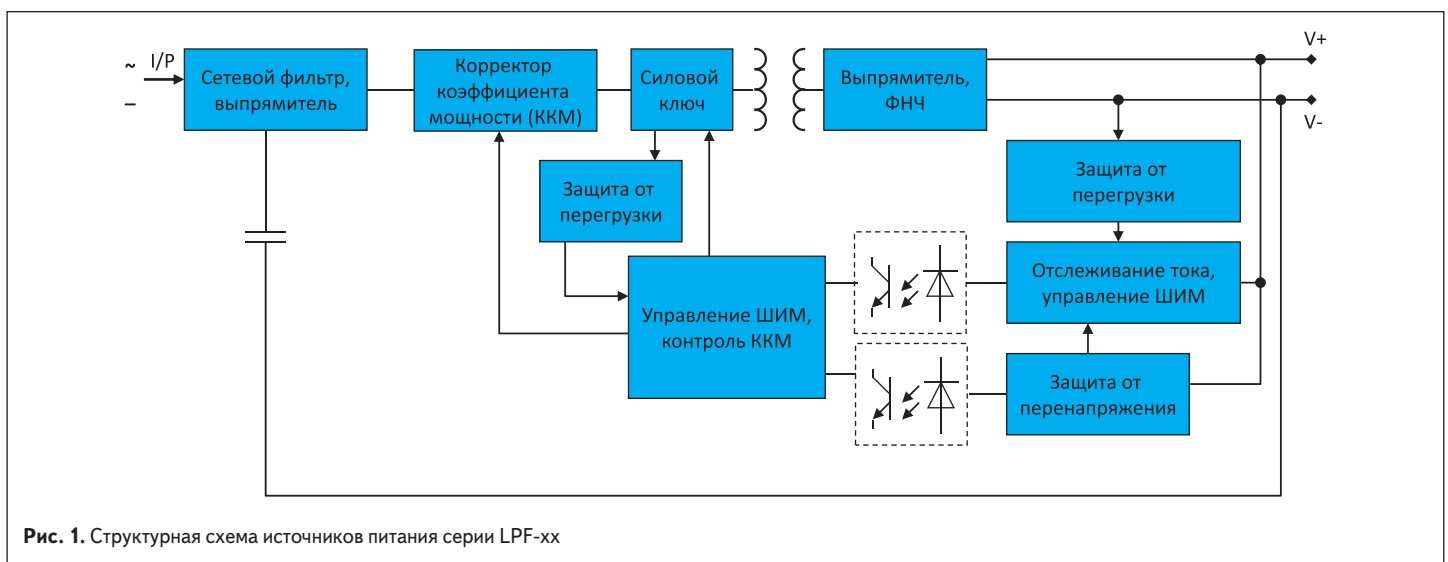 ~ I/P
–
Сетевой фильтр,
выпрямитель
Корректор
коэффициента
мощности (ККМ)
Силовой
ключ
Выпрямитель,
ФНЧ
V+
V-
Защита от
перегрузки
Защита от
перегрузки
Управление ШИМ,
контроль ККМ
Отслеживание тока,
управление ШИМ
Защита от
перенапряжения
Рис. 1. Структурная схема источников питания серии LPF-xx